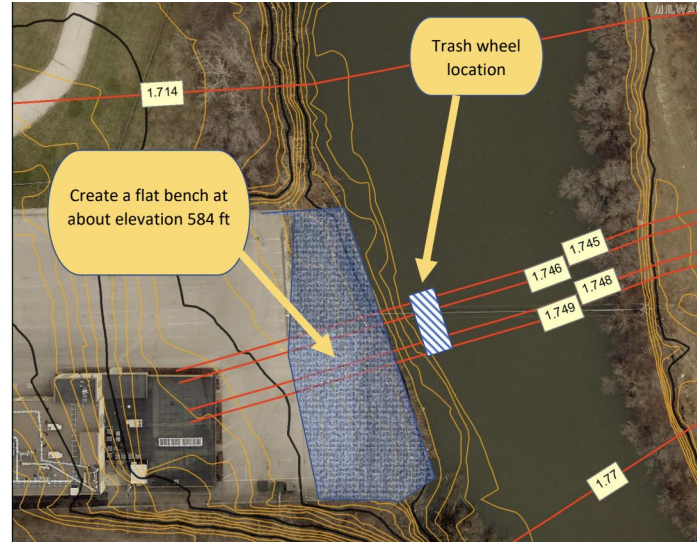 1.714
Trash wheel
location
Create a flat bench at
about elevation 584 ft
1.745
1.746
1.748
1.749
1.77